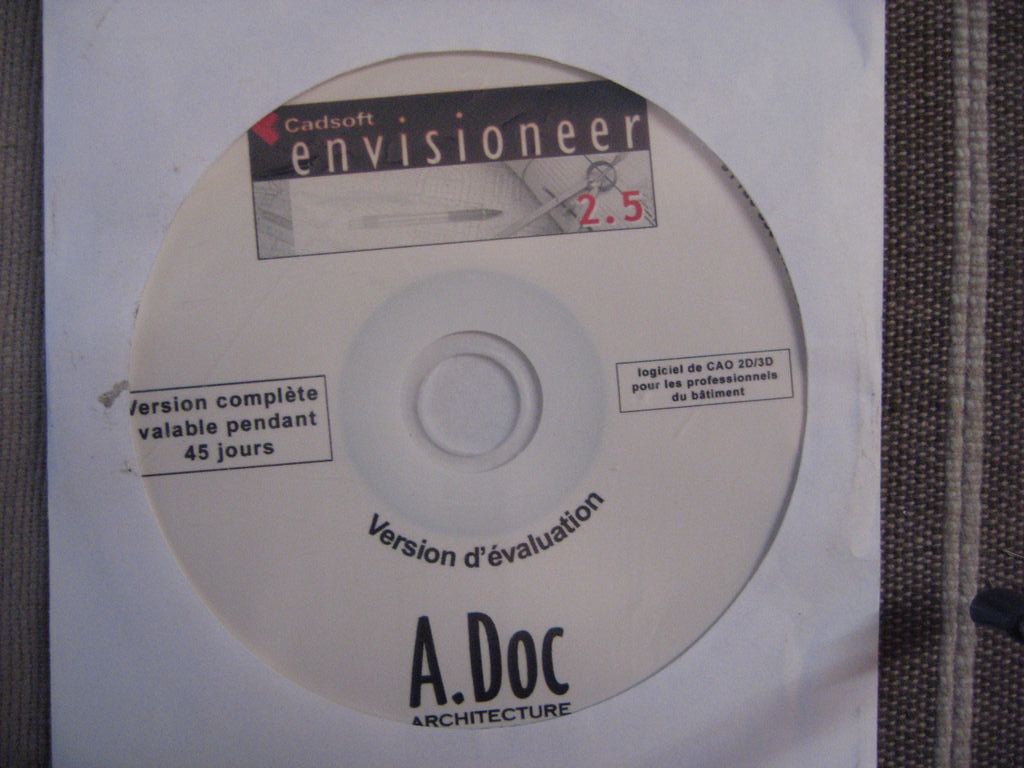 Cadsoft
envisioneer
2.5
Version complète
valable pendant
45 jours
logiciel de CAO 2D/3D
pour les professionnels
du bâtiment
Version d'évaluation
A.Doc
ARCHITECTURE